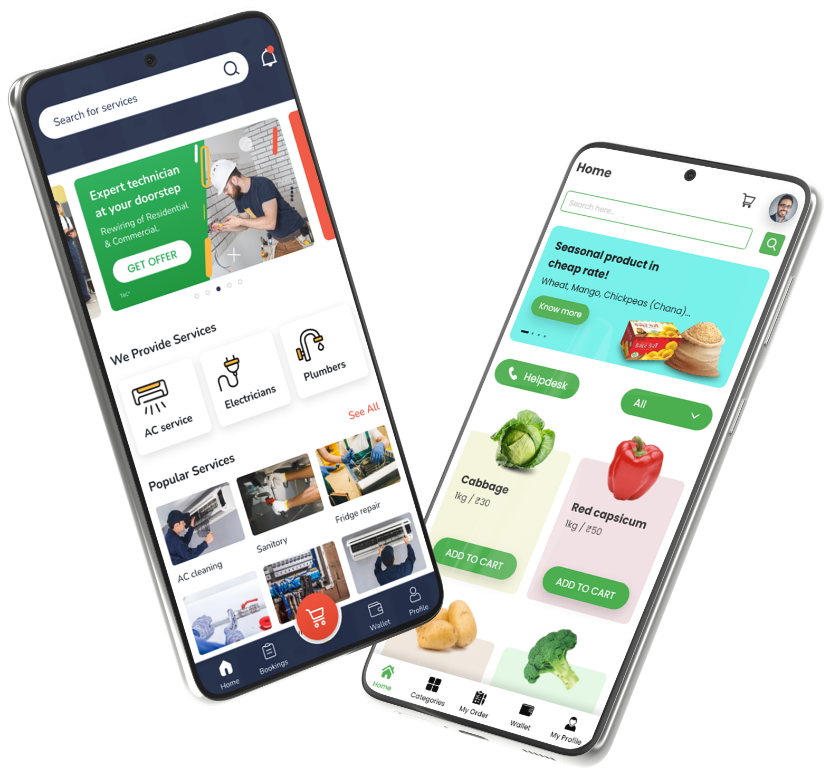 Search for services
Expert technician
at your doorstep
Rewiring of Residential
& Commercial.
GET OFFER
T&C*
We Provide Services
AC service
Electricians
Plumbers
See All
Popular Services
AC cleaning
Sanitory
Fridge repair
Home
Bookings
Wallet
Profile
Home
Search here...
Seasonal product in
cheap rate!
Wheat, Mango, Chickpeas (Chana)...
Know more
Helpdesk
All
Cabbage
1kg / ₹30
ADD TO CART
Red capsicum
1kg / ₹50
ADD TO CART
Home
Categories
My Order
Wallet
My Profile